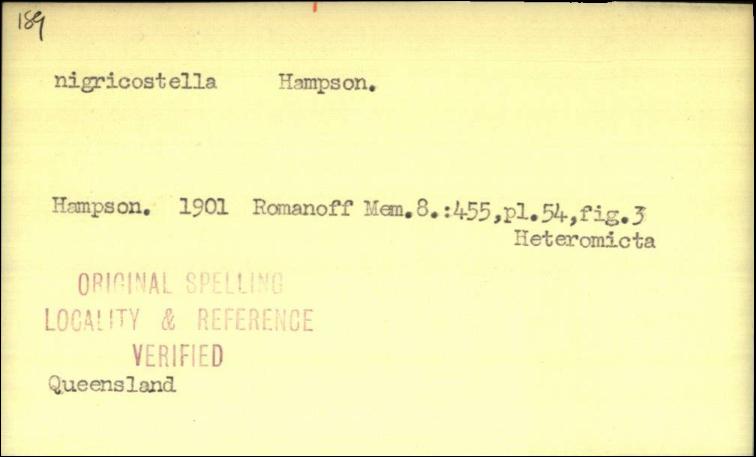 189
nigricostella Hampson.
Hampson. 1901 Romanoff Mem.8.:455,pl.54,fig.3
Heteromicta
ORIGINAL SPELLING
LOCALITY & REFERENCE
VERIFIED
Queensland